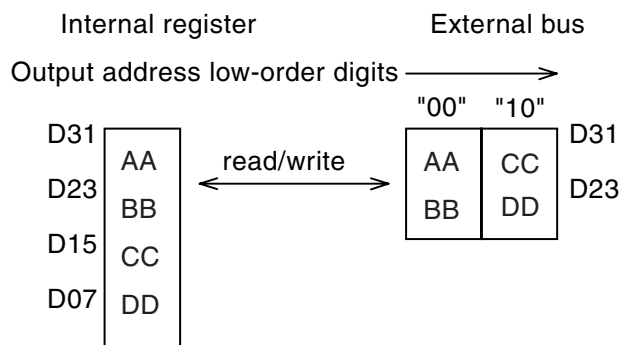 Internal register External bus
Output address low-order digits
"00" "10"
D31 D31
AA read/write AA CC
D23 D23
BB BB DD
D15
CC
D07
DD